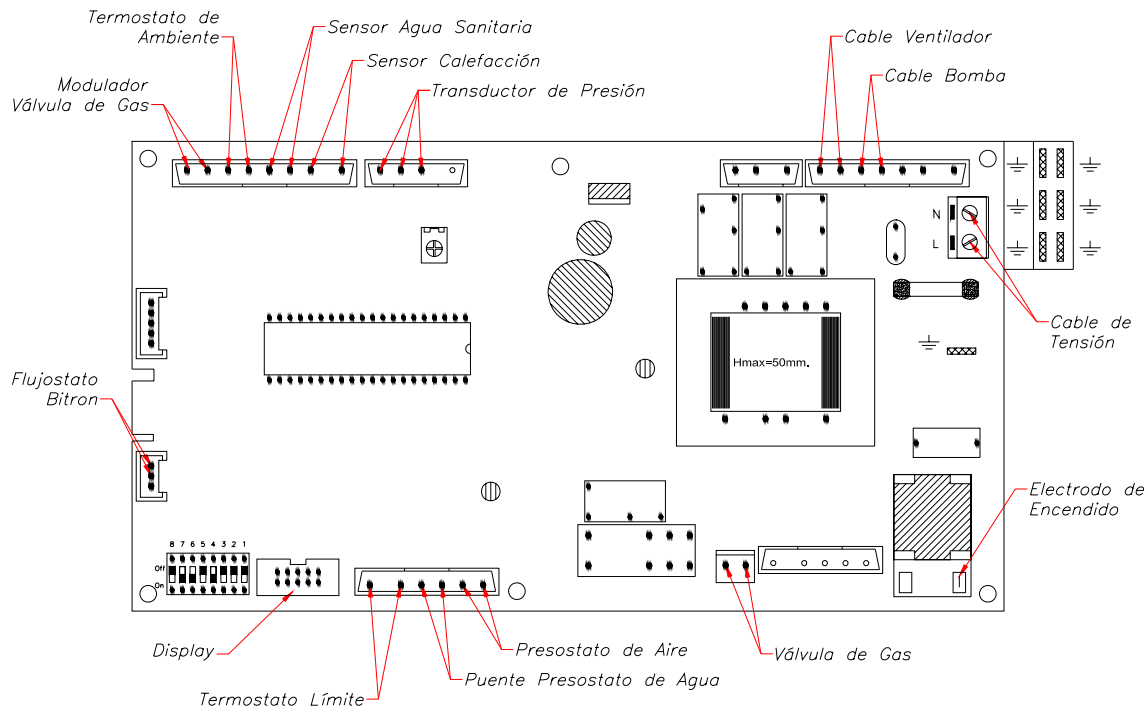 Termostato de
Ambiente
Sensor Agua Sanitaria
Sensor Calefacción
Modulador
Válvula de Gas
Transductor de Presión
Cable Ventilador
Cable Bomba
N
L
Cable de
Tensión
Hmax=50mm.
Flujostato
Bitron
Electrodo de
Encendido
8 7 6 5 4 3 2 1
Off
On
Display
Presostato de Aire
Puente Presostato de Agua
Termostato Límite
Válvula de Gas